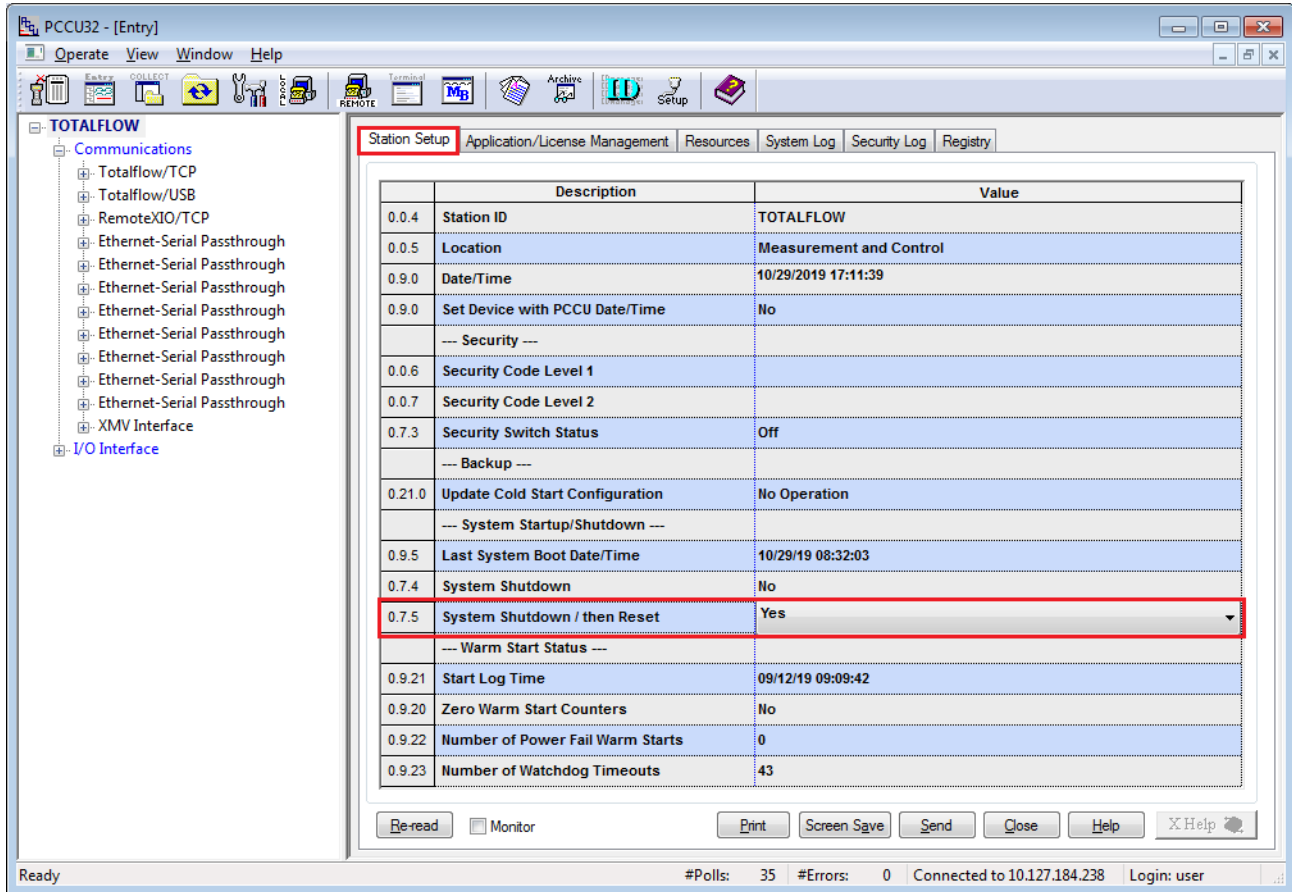 PCCU32 - [Entry]
Operate View Window Help
Entry COLLECT LOCAL REMOTE Terminal MB Archive IDmanager ID IDManager Setup
TOTALFLOW
Communications
Totalflow/TCP
Totalflow/USB
RemoteXIO/TCP
Ethernet-Serial Passthrough
Ethernet-Serial Passthrough
Ethernet-Serial Passthrough
Ethernet-Serial Passthrough
Ethernet-Serial Passthrough
Ethernet-Serial Passthrough
Ethernet-Serial Passthrough
Ethernet-Serial Passthrough
XMV Interface
I/O Interface
Station Setup Application/License Management Resources System Log Security Log Registry
Description Value
0.0.4 Station ID TOTALFLOW
0.0.5 Location Measurement and Control
0.9.0 Date/Time 10/29/2019 17:11:39
0.9.0 Set Device with PCCU Date/Time No
--- Security ---
0.0.6 Security Code Level 1
0.0.7 Security Code Level 2
0.7.3 Security Switch Status Off
--- Backup ---
0.21.0 Update Cold Start Configuration No Operation
--- System Startup/Shutdown ---
0.9.5 Last System Boot Date/Time 10/29/19 08:32:03
0.7.4 System Shutdown No
0.7.5 System Shutdown / then Reset Yes
--- Warm Start Status ---
0.9.21 Start Log Time 09/12/19 09:09:42
0.9.20 Zero Warm Start Counters No
0.9.22 Number of Power Fail Warm Starts 0
0.9.23 Number of Watchdog Timeouts 43
Re-read Monitor Print Screen Save Send Close Help X Help
Ready #Polls: 35 #Errors: 0 Connected to 10.127.184.238 Login: user